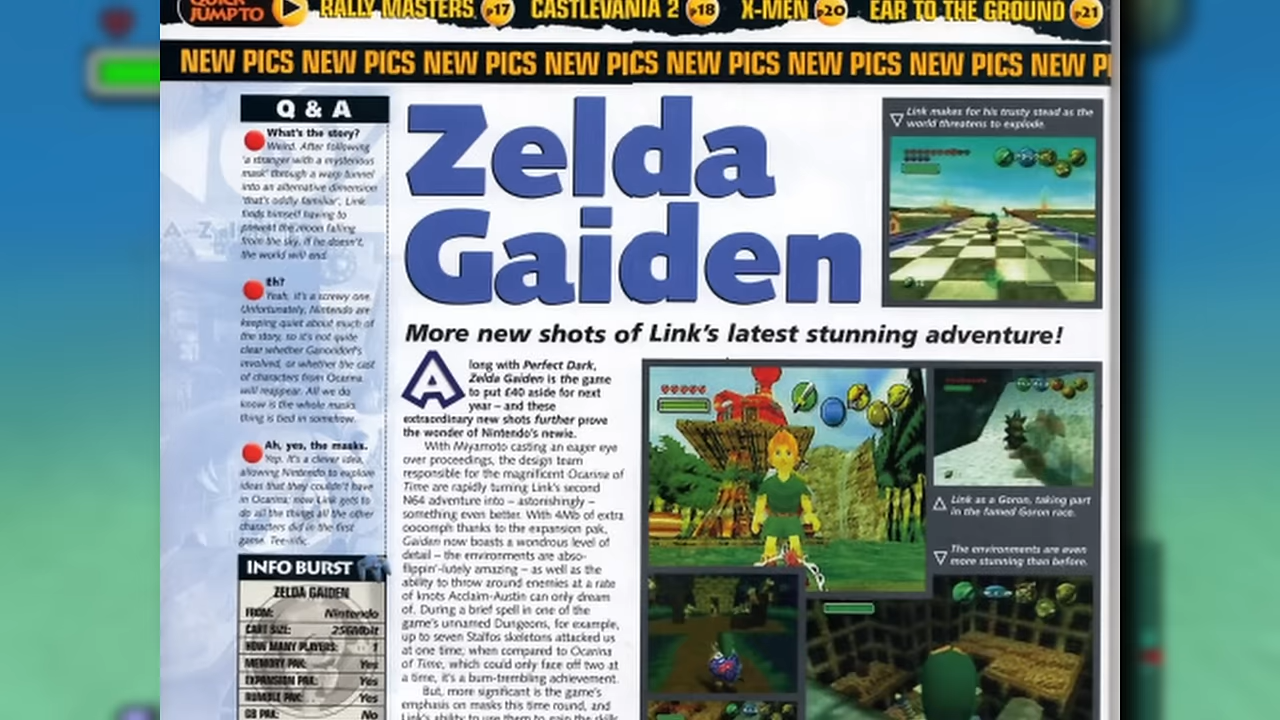 QUICK
JUMP TO
RALLY MASTERS p17 CASTLEVANIA 2 p18 X-MEN p20 EAR TO THE GROUND p21
NEW PICS NEW PICS NEW PICS NEW PICS NEW PICS NEW PICS NEW PICS NEW P
Q & A
What's the story?
Weird. After following
'a stranger with a mysterious
mask' through a warp tunnel
into an alternative dimension
'that's oddly familiar', Link
finds himself having to
prevent the moon falling
from the sky. If he doesn't,
the world will end.
Eh?
Yeah, it's a screwy one.
Unfortunately, Nintendo are
keeping quiet about much of
the story, so it's not quite
clear whether Ganondorf's
involved, or whether the cast
of characters from Ocarina
will reappear. All we do
know is the whole masks
thing is tied in somehow.
Ah, yes, the masks.
Yep. It's a clever idea,
allowing Nintendo to explore
ideas that they couldn't have
in Ocarina: now Link gets to
do all the things all the other
characters did in the first
game. Tee-riffic.
INFO BURST
ZELDA GAIDEN
FROM: Nintendo
CART SIZE: 256Mbit
HOW MANY PLAYERS: 1
MEMORY PAK: Yes
EXPANSION PAK: Yes
RUMBLE PAK: Yes
GB PAK: No
Zelda
Gaiden
More new shots of Link's latest stunning adventure!
Along with Perfect Dark,
Zelda Gaiden is the game
to put £40 aside for next
year – and these
extraordinary new shots further prove
the wonder of Nintendo's newie.
With Miyamoto casting an eager eye
over proceedings, the design team
responsible for the magnificent Ocarina of
Time are rapidly turning Link's second
N64 adventure into – astonishingly –
something even better. With 4Mb of extra
ooomph thanks to the expansion pak,
Gaiden now boasts a wondrous level of
detail – the environments are abso-
flippin'-lutely amazing – as well as the
ability to throw around enemies at a rate
of knots Acclaim-Austin can only dream
of. During a brief spell in one of the
game's unnamed Dungeons, for example,
up to seven Stalfos skeletons attacked us
at one time; when compared to Ocarina
of Time, which could only face off two at
a time, it's a bum-trembling achievement.
But, more significant is the game's
emphasis on masks this time round, and
Link's ability to use them to gain the skills
Link makes for his trusty stead as the
world threatens to explode.
Link as a Goron, taking part
in the famed Goron race.
The environments are even
more stunning than before.